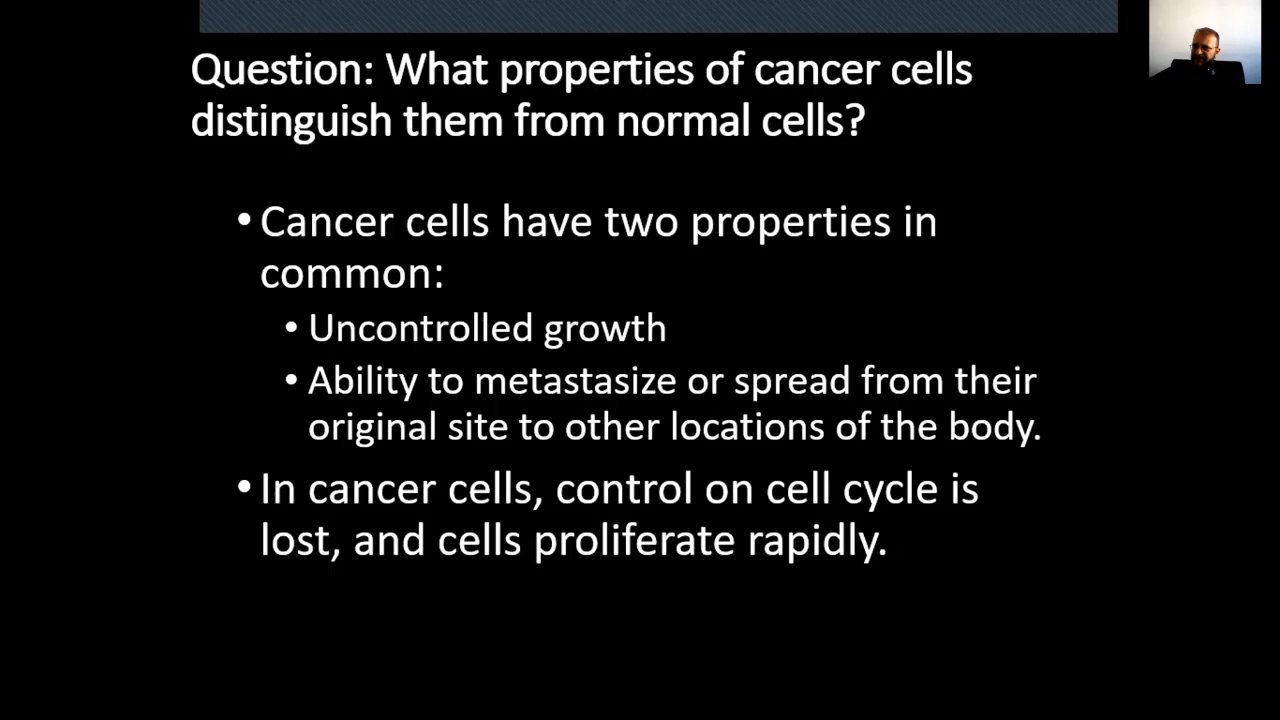 Question: What properties of cancer cells
distinguish them from normal cells?
• Cancer cells have two properties in
common:
• Uncontrolled growth
• Ability to metastasize or spread from their
original site to other locations of the body.
• In cancer cells, control on cell cycle is
lost, and cells proliferate rapidly.